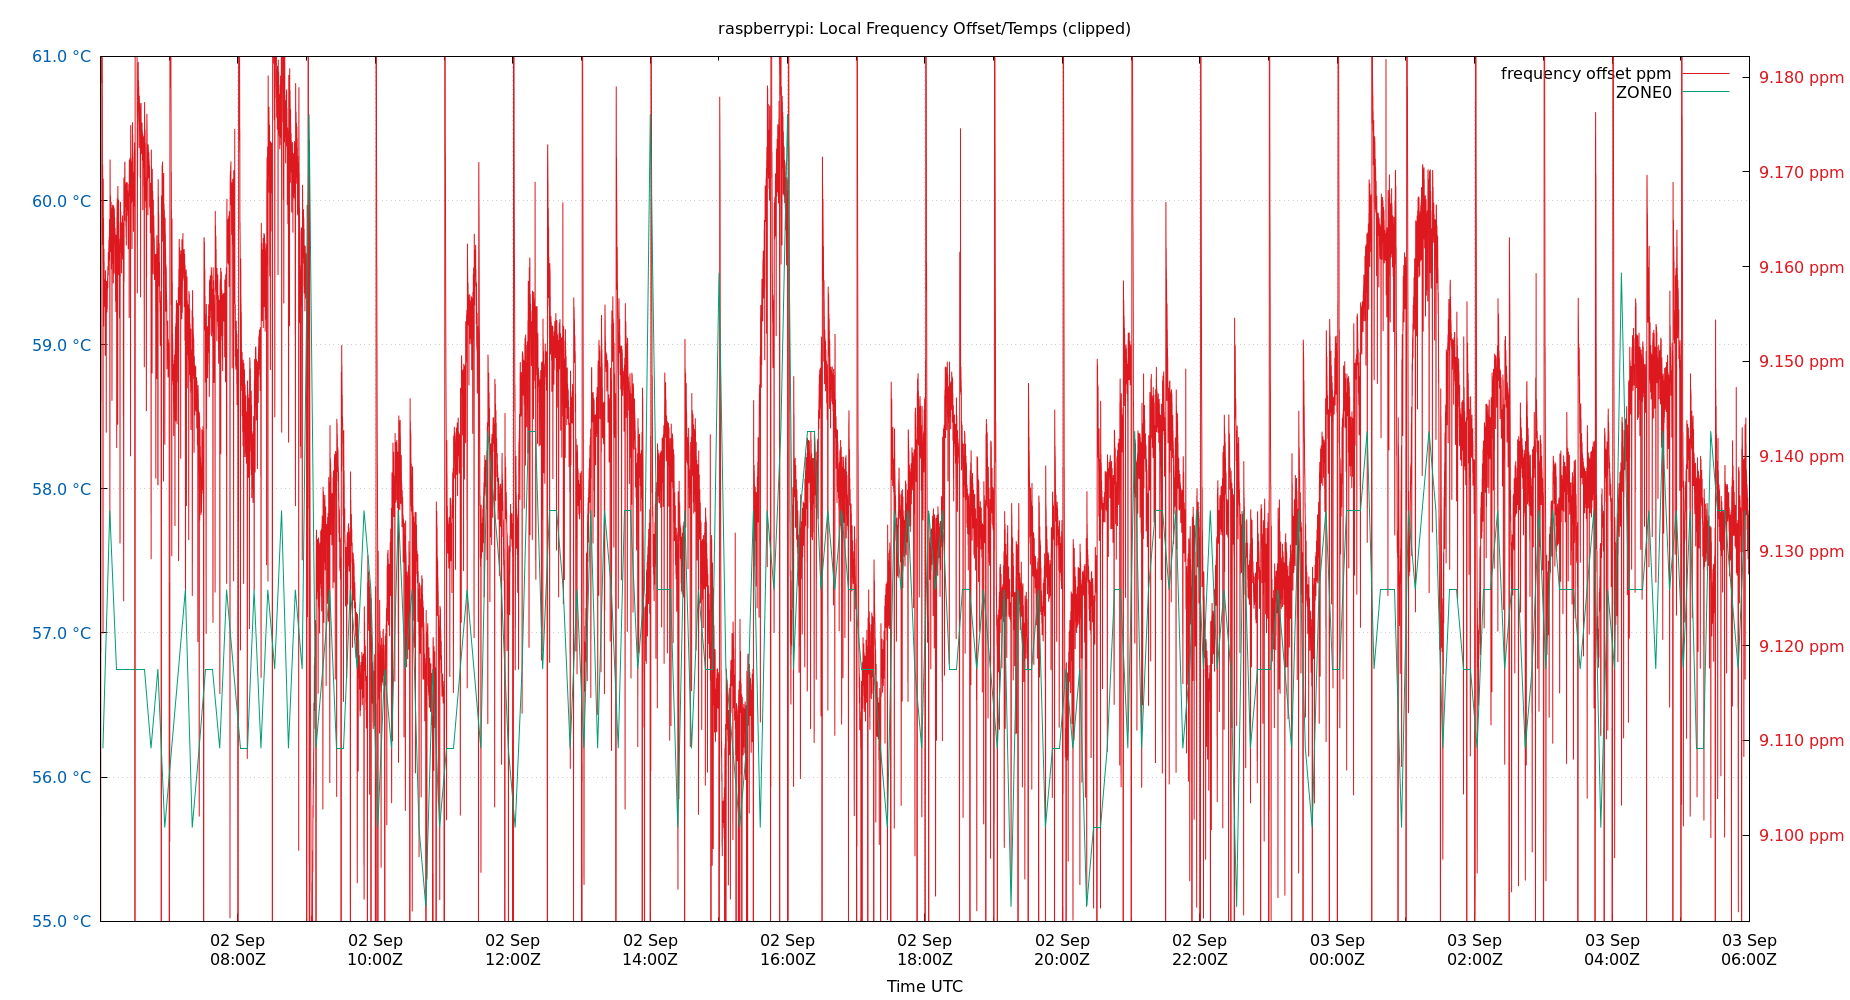 raspberrypi: Local Frequency Offset/Temps (clipped)
frequency offset ppm
ZONE0
61.0 °C
60.0 °C
59.0 °C
58.0 °C
57.0 °C
56.0 °C
55.0 °C
9.180 ppm
9.170 ppm
9.160 ppm
9.150 ppm
9.140 ppm
9.130 ppm
9.120 ppm
9.110 ppm
9.100 ppm
02 Sep 02 Sep 02 Sep 02 Sep 02 Sep 02 Sep 02 Sep 02 Sep 03 Sep 03 Sep 03 Sep 03 Sep
08:00Z 10:00Z 12:00Z 14:00Z 16:00Z 18:00Z 20:00Z 22:00Z 00:00Z 02:00Z 04:00Z 06:00Z
Time UTC